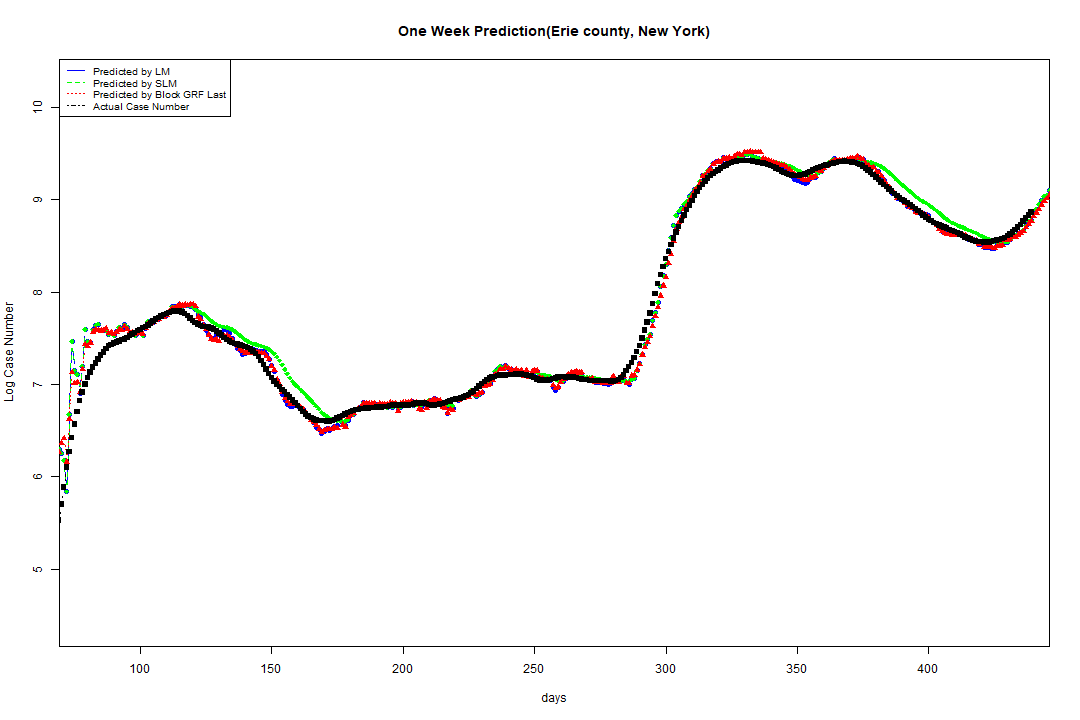 One Week Prediction(Erie county, New York)
Predicted by LM
Predicted by SLM
Predicted by Block GRF Last
Actual Case Number
10
9
8
7
6
5
Log Case Number
100 150 200 250 300 350 400
days